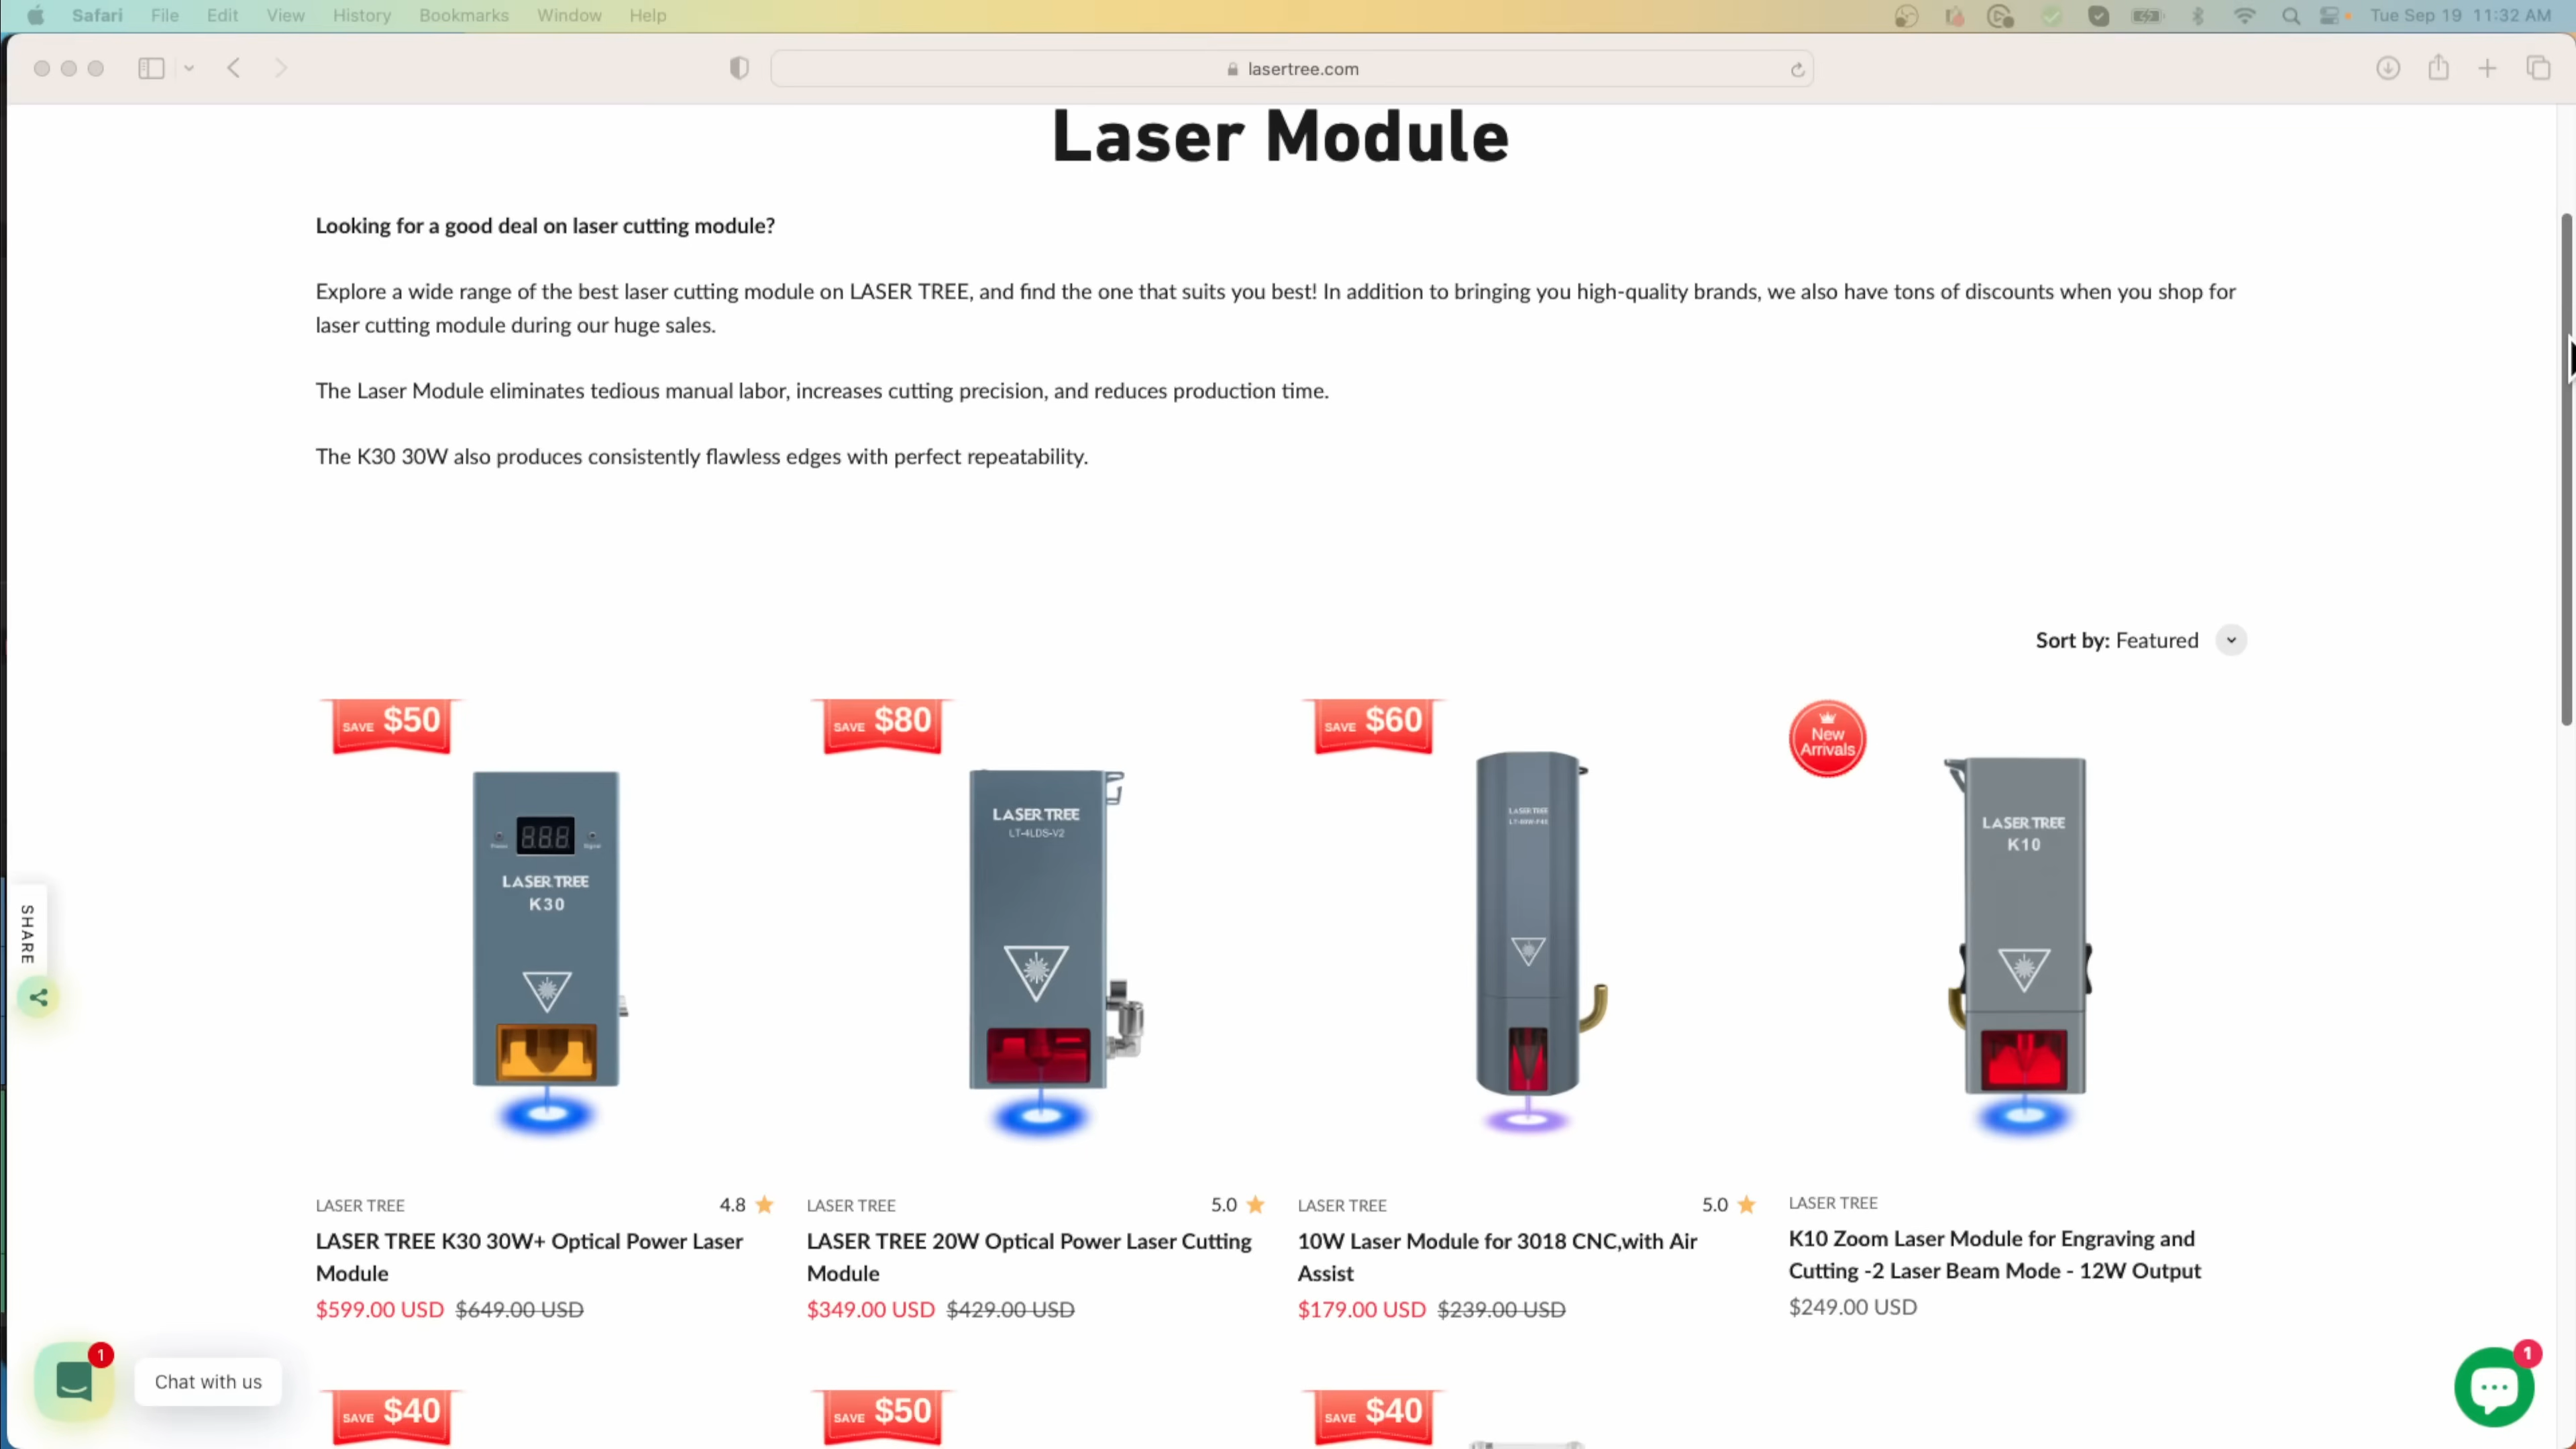 Safari File Edit View History Bookmarks Window Help
Tue Sep 19 11:32 AM
lasertree.com
Laser Module
Looking for a good deal on laser cutting module?
Explore a wide range of the best laser cutting module on LASER TREE, and find the one that suits you best! In addition to bringing you high-quality brands, we also have tons of discounts when you shop for
laser cutting module during our huge sales.
The Laser Module eliminates tedious manual labor, increases cutting precision, and reduces production time.
The K30 30W also produces consistently flawless edges with perfect repeatability.
Sort by: Featured
SAVE $50
LASER TREE
K30
LASER TREE 4.8
LASER TREE K30 30W+ Optical Power Laser
Module
$599.00 USD $649.00 USD
SAVE $80
LASER TREE
LT-4LDS-V2
LASER TREE 5.0
LASER TREE 20W Optical Power Laser Cutting
Module
$349.00 USD $429.00 USD
SAVE $60
LASER TREE
LASER TREE 5.0
10W Laser Module for 3018 CNC,with Air
Assist
$179.00 USD $239.00 USD
New
Arrivals
LASER TREE
K10
LASER TREE
K10 Zoom Laser Module for Engraving and
Cutting -2 Laser Beam Mode - 12W Output
$249.00 USD
SHARE
1
Chat with us
SAVE $40
SAVE $50
SAVE $40
1